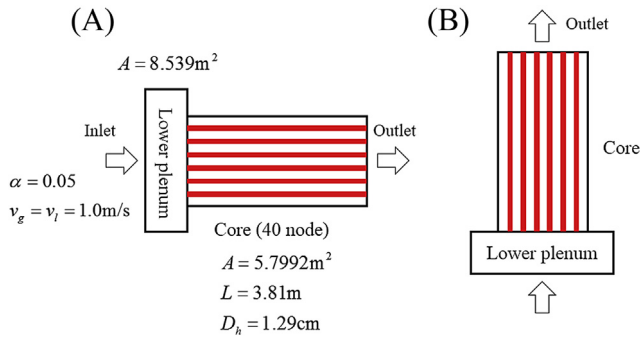 (A)
A = 8.539m²
Inlet
Lower plenum
Outlet
α = 0.05
v_g = v_l = 1.0m/s
Core (40 node)
A = 5.7992m²
L = 3.81m
D_h = 1.29cm
(B)
Outlet
Core
Lower plenum